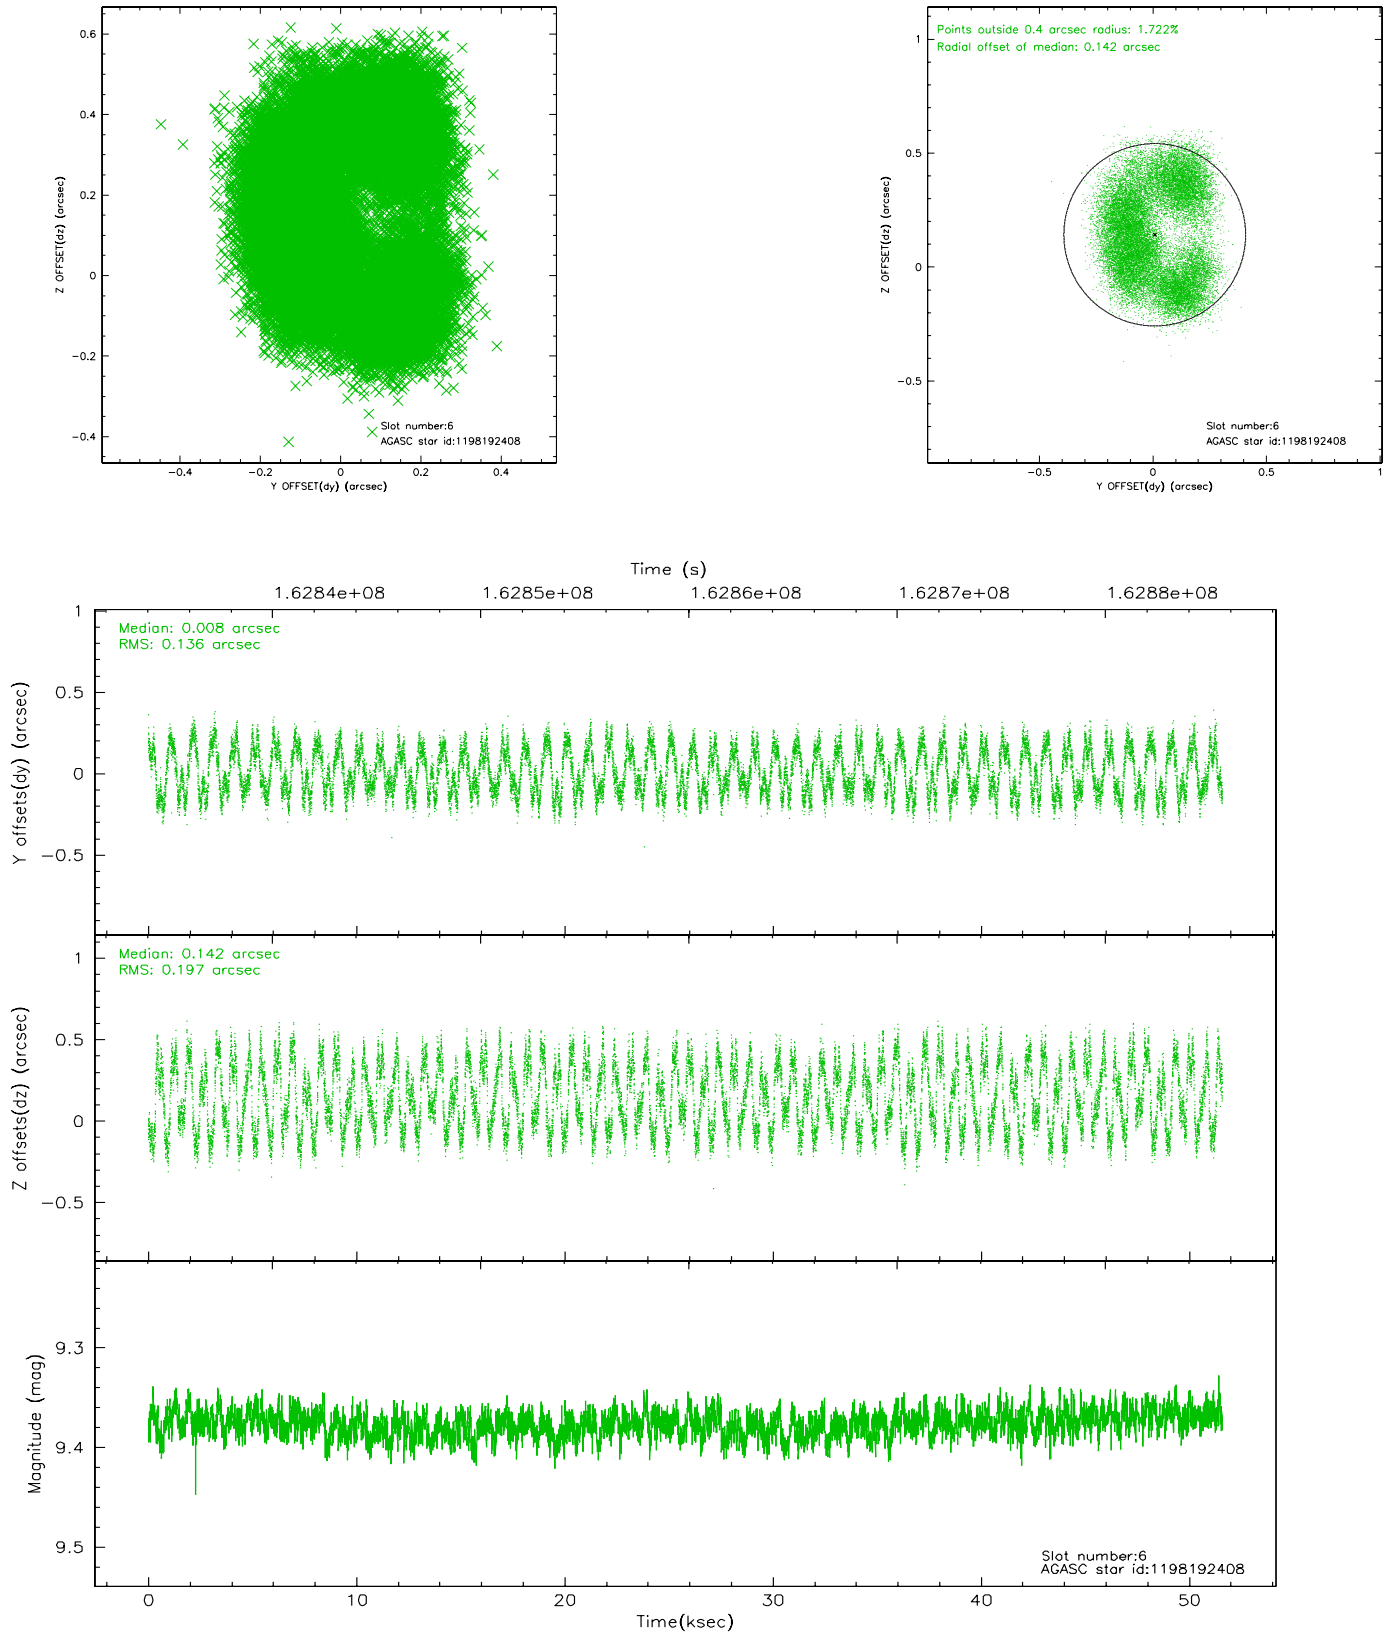 0.6
0.4
0.2
0
−0.2
−0.4
Z OFFSET(dz) (arcsec)
−0.4
−0.2
0
0.2
0.4
Y OFFSET(dy) (arcsec)
Slot number:6
AGASC star id:1198192408
Points outside 0.4 arcsec radius: 1.722%
Radial offset of median: 0.142 arcsec
1
0.5
0
−0.5
Z OFFSET(dz) (arcsec)
−0.5
0
0.5
1
Y OFFSET(dy) (arcsec)
Slot number:6
AGASC star id:1198192408
Time (s)
1.6284e+08
1.6285e+08
1.6286e+08
1.6287e+08
1.6288e+08
Median: 0.008 arcsec
RMS: 0.136 arcsec
1
0.5
0
−0.5
Y offsets(dy) (arcsec)
Median: 0.142 arcsec
RMS: 0.197 arcsec
1
0.5
0
−0.5
Z offsets(dz) (arcsec)
9.3
9.4
9.5
Magnitude (mag)
Slot number:6
AGASC star id:1198192408
0
10
20
30
40
50
Time(ksec)